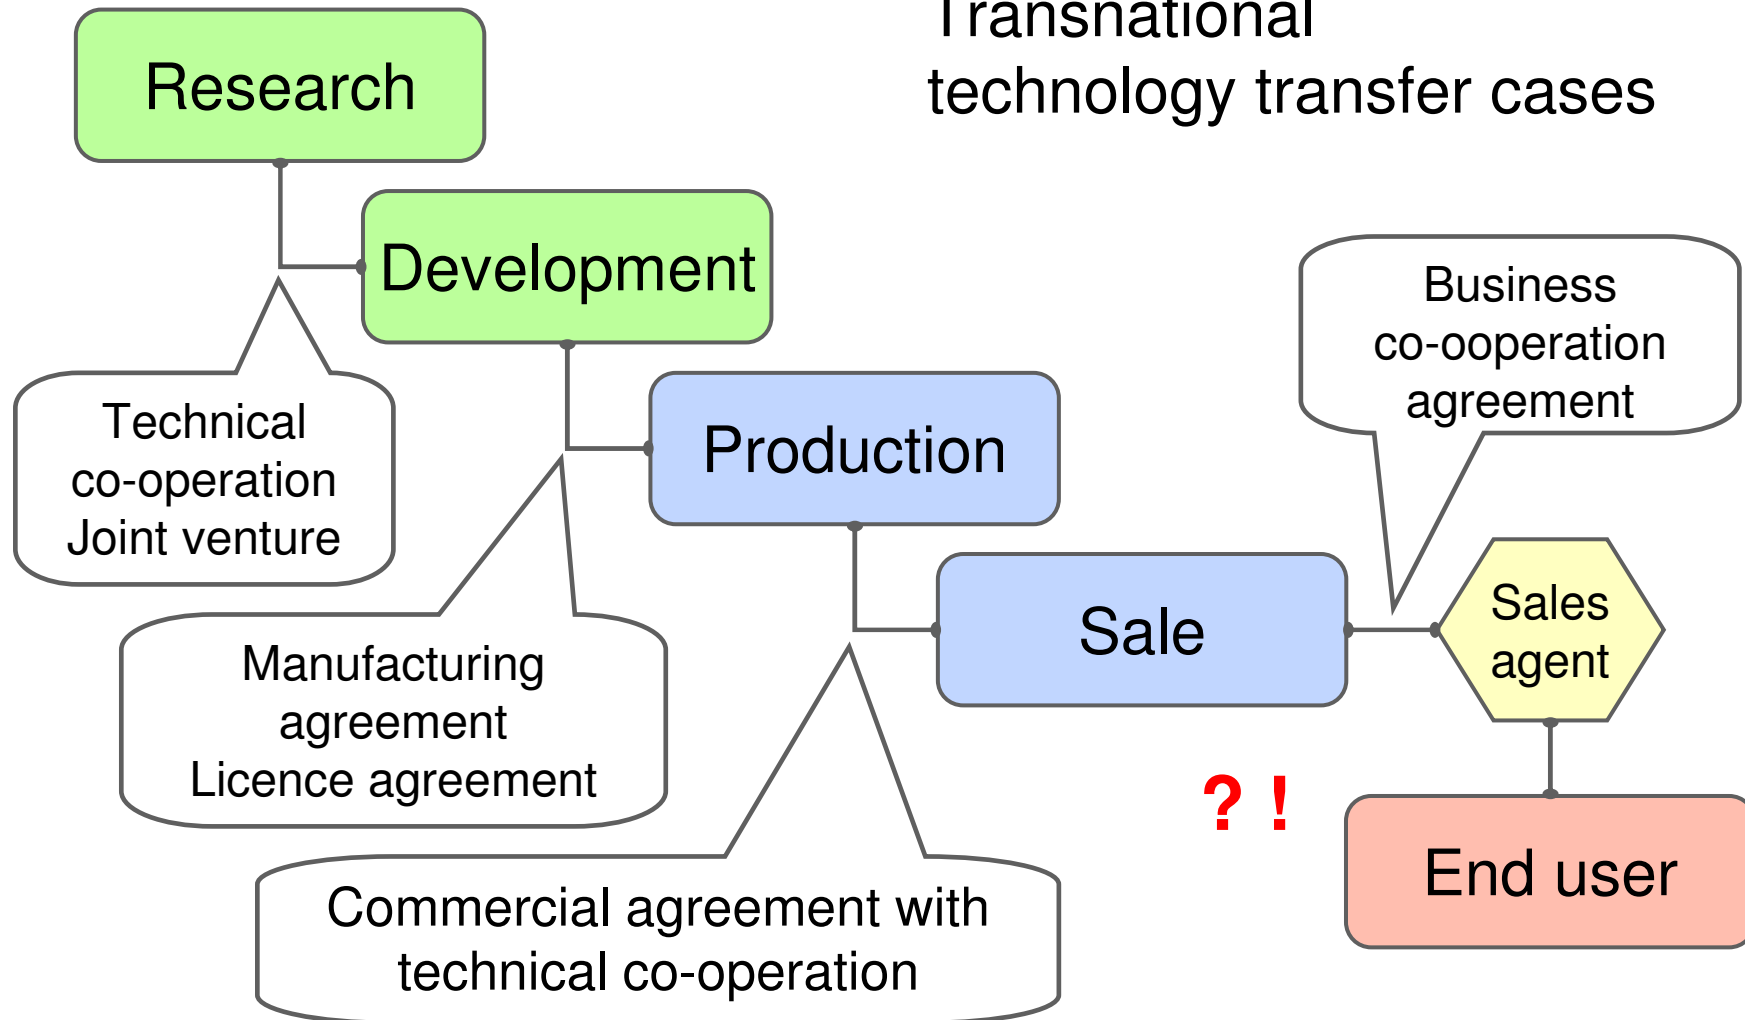 Transnational
technology transfer cases
Research
Development
Technical
co-operation
Joint venture
Production
Business
co-ooperation
agreement
Manufacturing
agreement
Licence agreement
Sale
Sales
agent
? !
End user
Commercial agreement with
technical co-operation